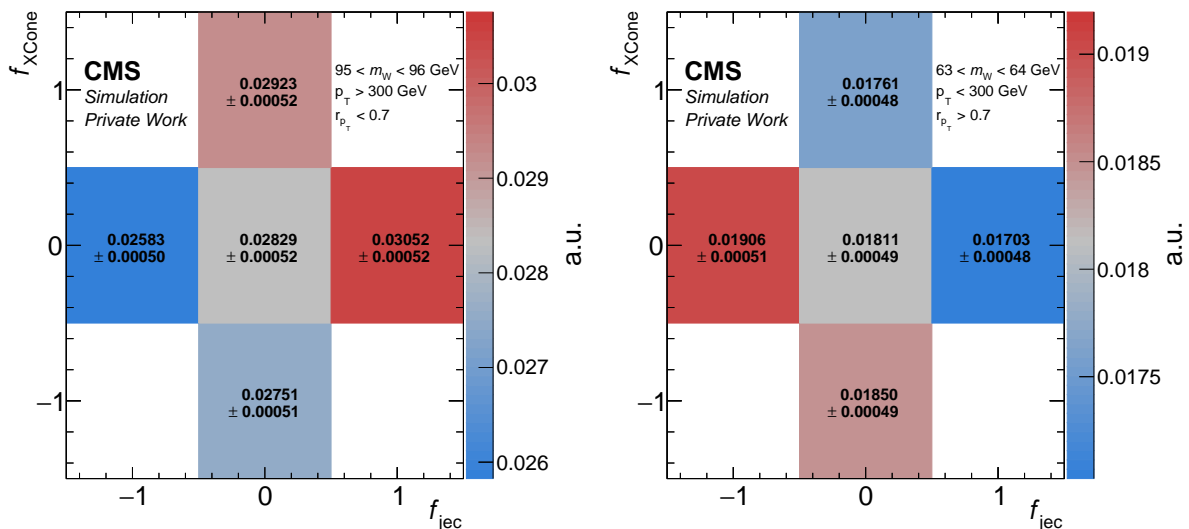 f_XCone
CMS
Simulation
Private Work
95 < m_W < 96 GeV
p_T > 300 GeV
r_p_T < 0.7
0.02923
± 0.00052
0.02583
± 0.00050
0.02829
± 0.00052
0.03052
± 0.00052
0.02751
± 0.00051
1
0
−1
−1 0 1
f_jec
0.03
0.029
0.028
0.027
0.026
a.u.
f_XCone
CMS
Simulation
Private Work
63 < m_W < 64 GeV
p_T < 300 GeV
r_p_T > 0.7
0.01761
± 0.00048
0.01906
± 0.00051
0.01811
± 0.00049
0.01703
± 0.00048
0.01850
± 0.00049
1
0
−1
−1 0 1
f_jec
0.019
0.0185
0.018
0.0175
a.u.